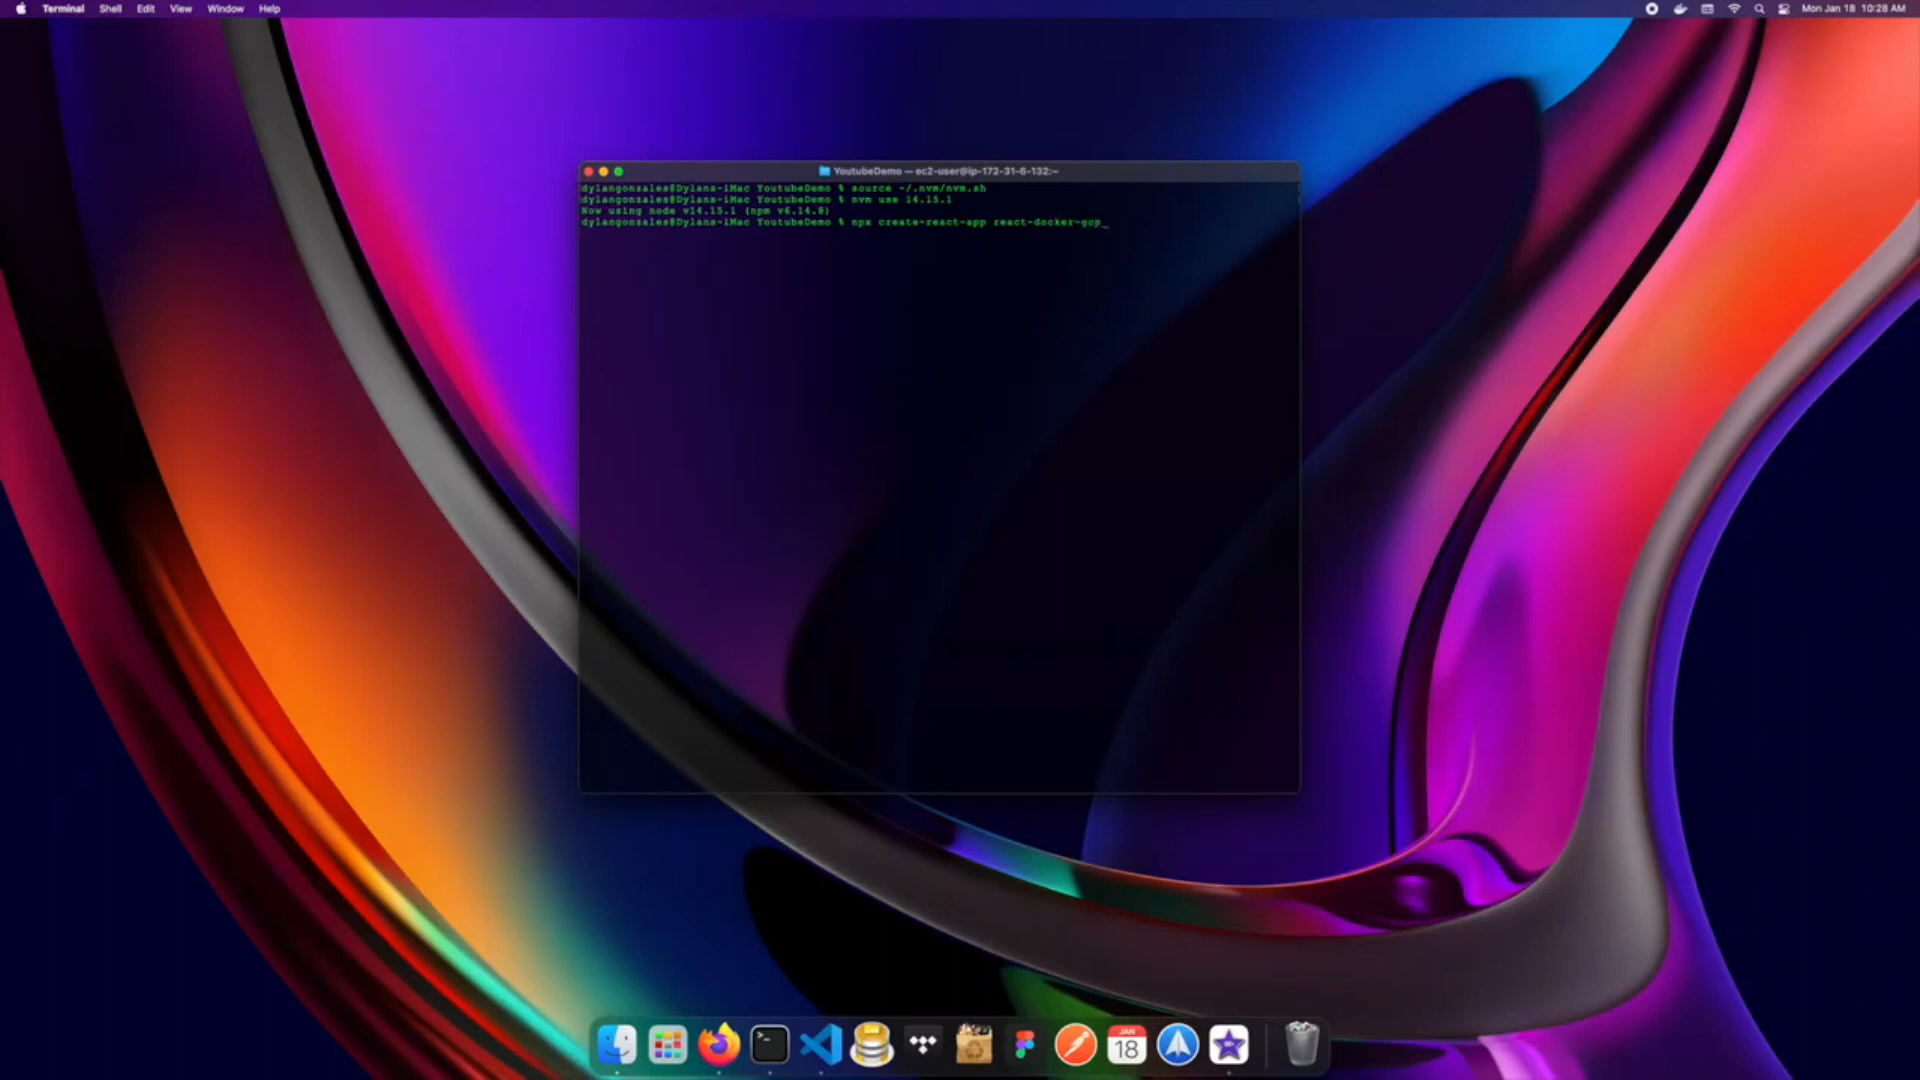 Terminal Shell Edit View Window Help
Mon Jan 18 10:28 AM
YoutubeDemo — ec2-user@ip-172-31-6-132:~
dylangonzales@Dylans-iMac YoutubeDemo % source ~/.nvm/nvm.sh
dylangonzales@Dylans-iMac YoutubeDemo % nvm use 14.15.1
Now using node v14.15.1 (npm v6.14.8)
dylangonzales@Dylans-iMac YoutubeDemo % npx create-react-app react-docker-gcp_
JAN
18